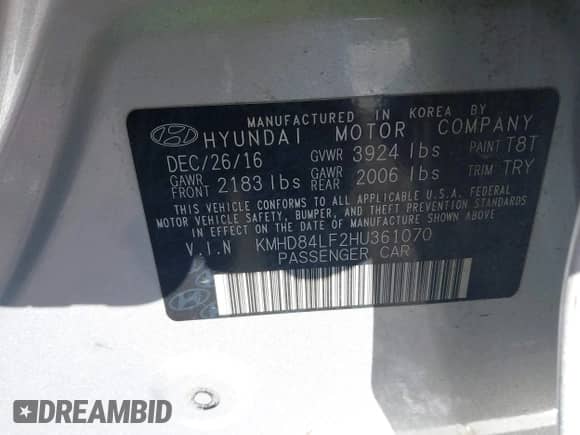 MANUFACTURED IN KOREA BY
HYUNDAI MOTOR COMPANY
DEC/26/16 GVWR 3924 lbs PAINT T8T
GAWR FRONT 2183 lbs GAWR REAR 2006 lbs TRIM TRY
THIS VEHICLE CONFORMS TO ALL APPLICABLE U.S.A. FEDERAL
MOTOR VEHICLE SAFETY, BUMPER, AND THEFT PREVENTION STANDARDS
IN EFFECT ON THE DATE OF MANUFACTURE SHOWN ABOVE.
V.I.N KMHD84LF2HU361070
PASSENGER CAR
DREAMBID